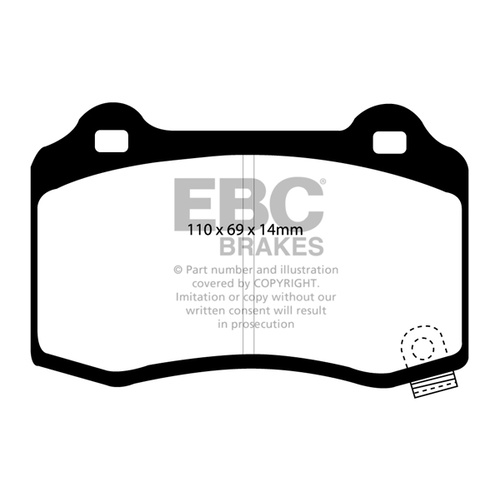 EBC
110 x 69 x 14mm
BRAKES
© Part number and illustration
covered by COPYRIGHT.
Imitation or copy without our
written consent will result
in prosecution